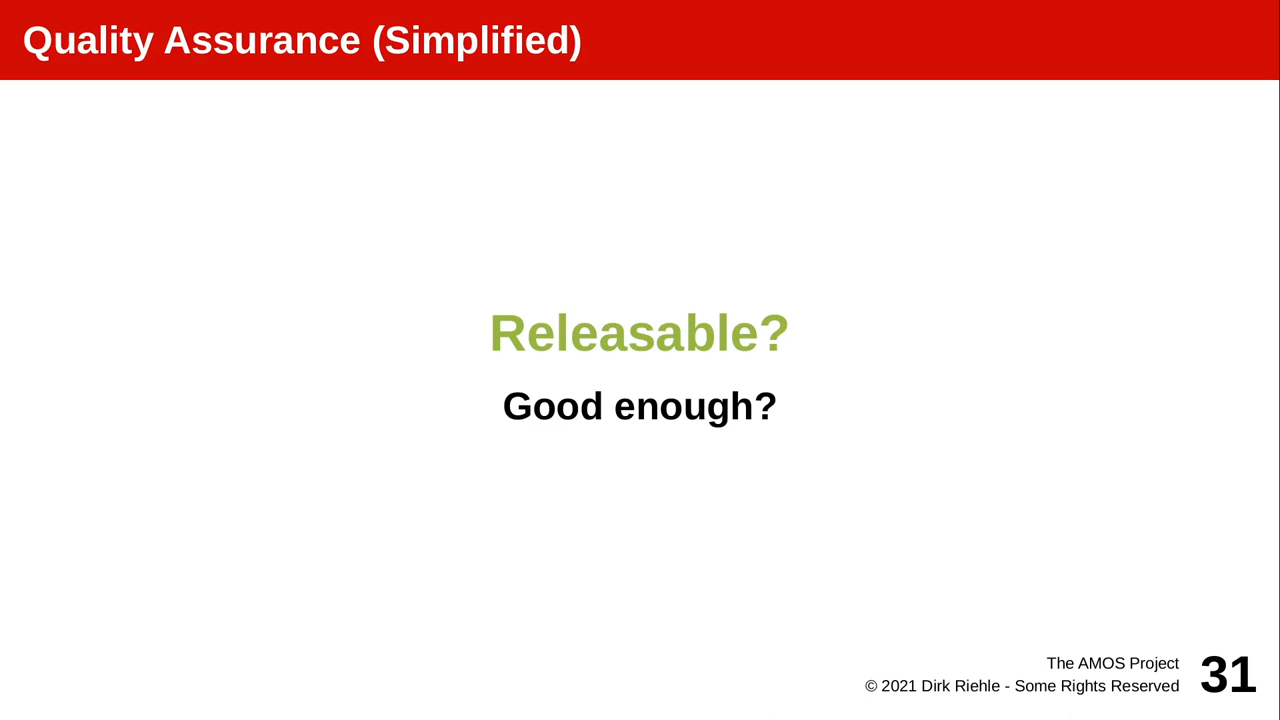 Quality Assurance (Simplified)
Releasable?
Good enough?
The AMOS Project
© 2021 Dirk Riehle - Some Rights Reserved
31